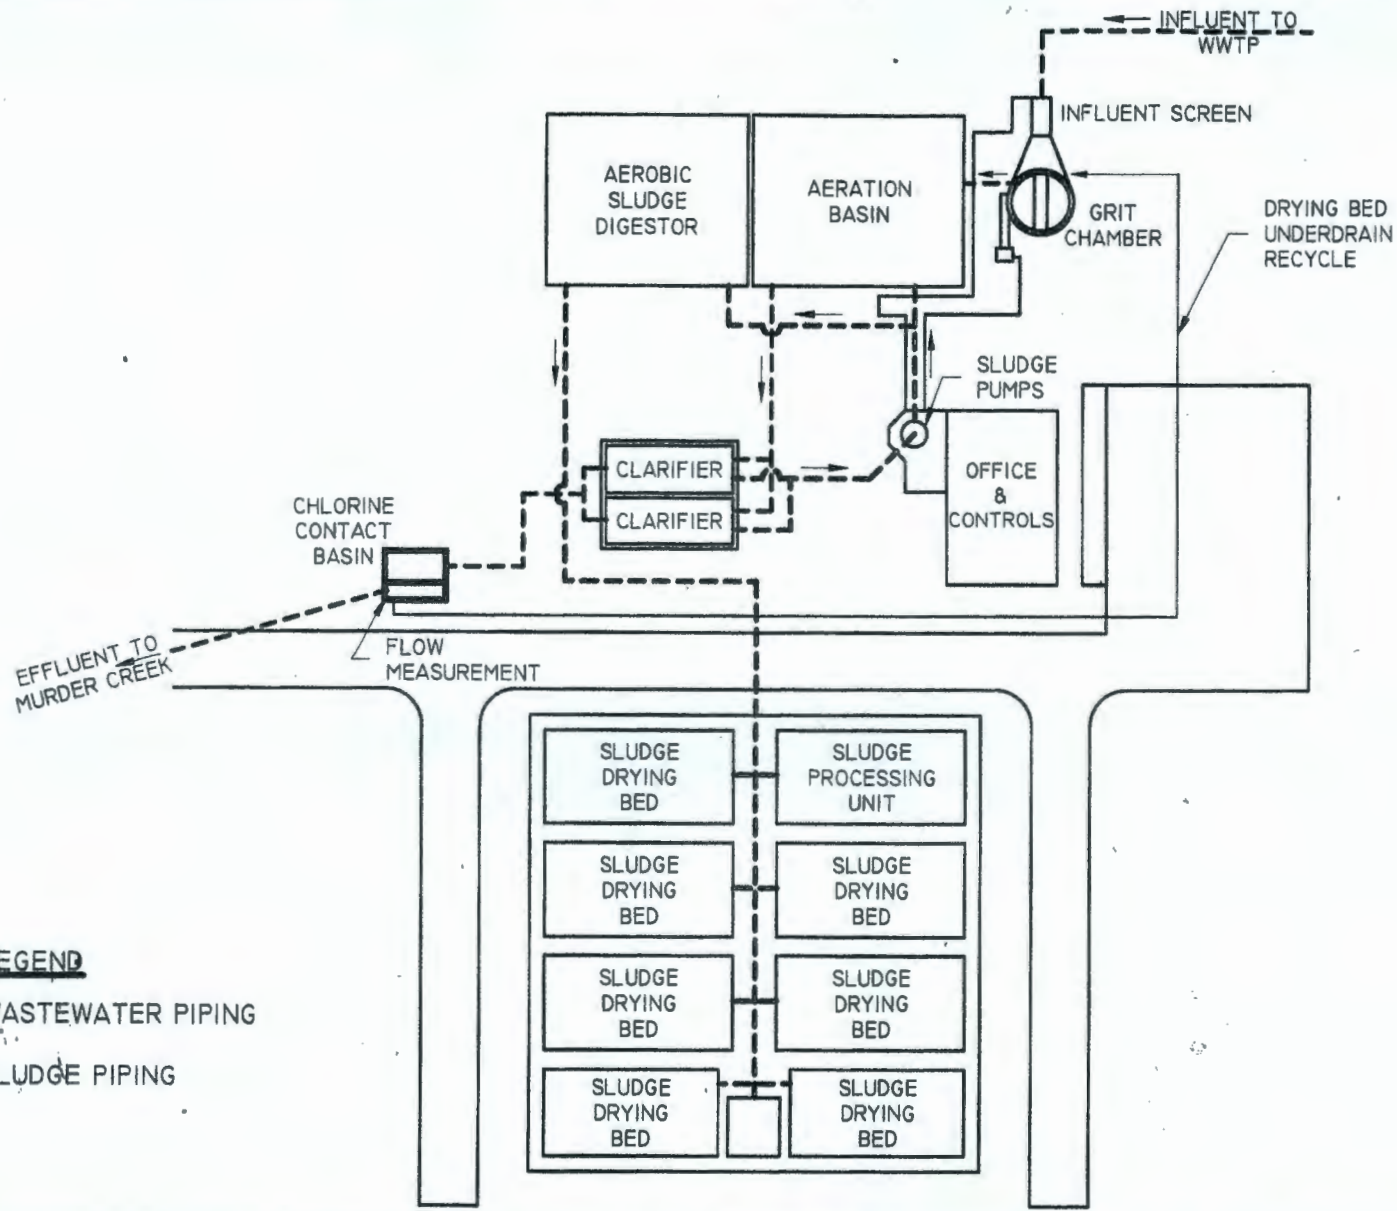 INFLUENT TO
WWTP
INFLUENT SCREEN
AEROBIC
SLUDGE
DIGESTOR
AERATION
BASIN
GRIT
CHAMBER
DRYING BED
UNDERDRAIN
RECYCLE
SLUDGE
PUMPS
CLARIFIER
CLARIFIER
OFFICE
&
CONTROLS
CHLORINE
CONTACT
BASIN
EFFLUENT TO
MURDER CREEK
FLOW
MEASUREMENT
SLUDGE
DRYING
BED
SLUDGE
PROCESSING
UNIT
SLUDGE
DRYING
BED
SLUDGE
DRYING
BED
SLUDGE
DRYING
BED
SLUDGE
DRYING
BED
SLUDGE
DRYING
BED
SLUDGE
DRYING
BED
EGEND
ASTEWATER PIPING
LUDGE PIPING